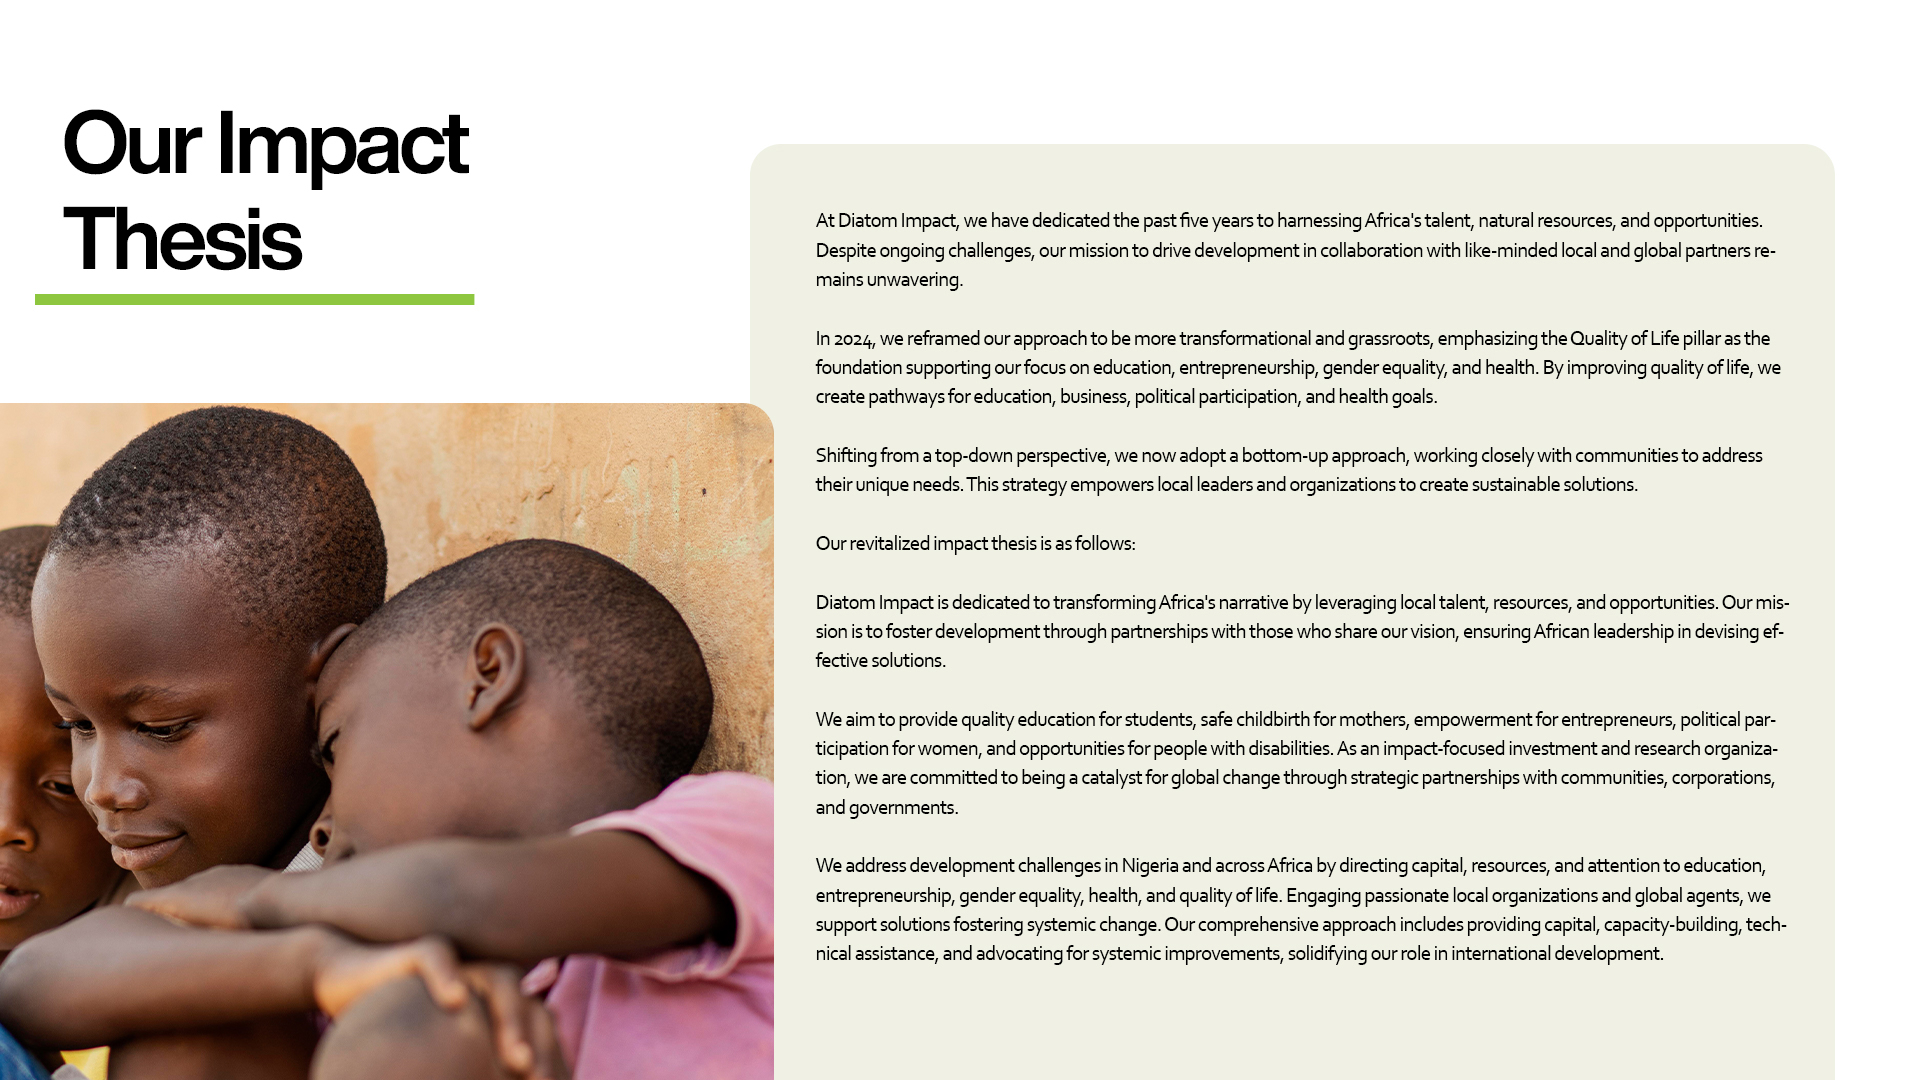 Our Impact
Thesis
At Diatom Impact, we have dedicated the past five years to harnessing Africa's talent, natural resources, and opportunities.
Despite ongoing challenges, our mission to drive development in collaboration with like-minded local and global partners re-
mains unwavering.
In 2024, we reframed our approach to be more transformational and grassroots, emphasizing the Quality of Life pillar as the
foundation supporting our focus on education, entrepreneurship, gender equality, and health. By improving quality of life, we
create pathways for education, business, political participation, and health goals.
Shifting from a top-down perspective, we now adopt a bottom-up approach, working closely with communities to address
their unique needs. This strategy empowers local leaders and organizations to create sustainable solutions.
Our revitalized impact thesis is as follows:
Diatom Impact is dedicated to transforming Africa's narrative by leveraging local talent, resources, and opportunities. Our mis-
sion is to foster development through partnerships with those who share our vision, ensuring African leadership in devising ef-
fective solutions.
We aim to provide quality education for students, safe childbirth for mothers, empowerment for entrepreneurs, political par-
ticipation for women, and opportunities for people with disabilities. As an impact-focused investment and research organiza-
tion, we are committed to being a catalyst for global change through strategic partnerships with communities, corporations,
and governments.
We address development challenges in Nigeria and across Africa by directing capital, resources, and attention to education,
entrepreneurship, gender equality, health, and quality of life. Engaging passionate local organizations and global agents, we
support solutions fostering systemic change. Our comprehensive approach includes providing capital, capacity-building, tech-
nical assistance, and advocating for systemic improvements, solidifying our role in international development.